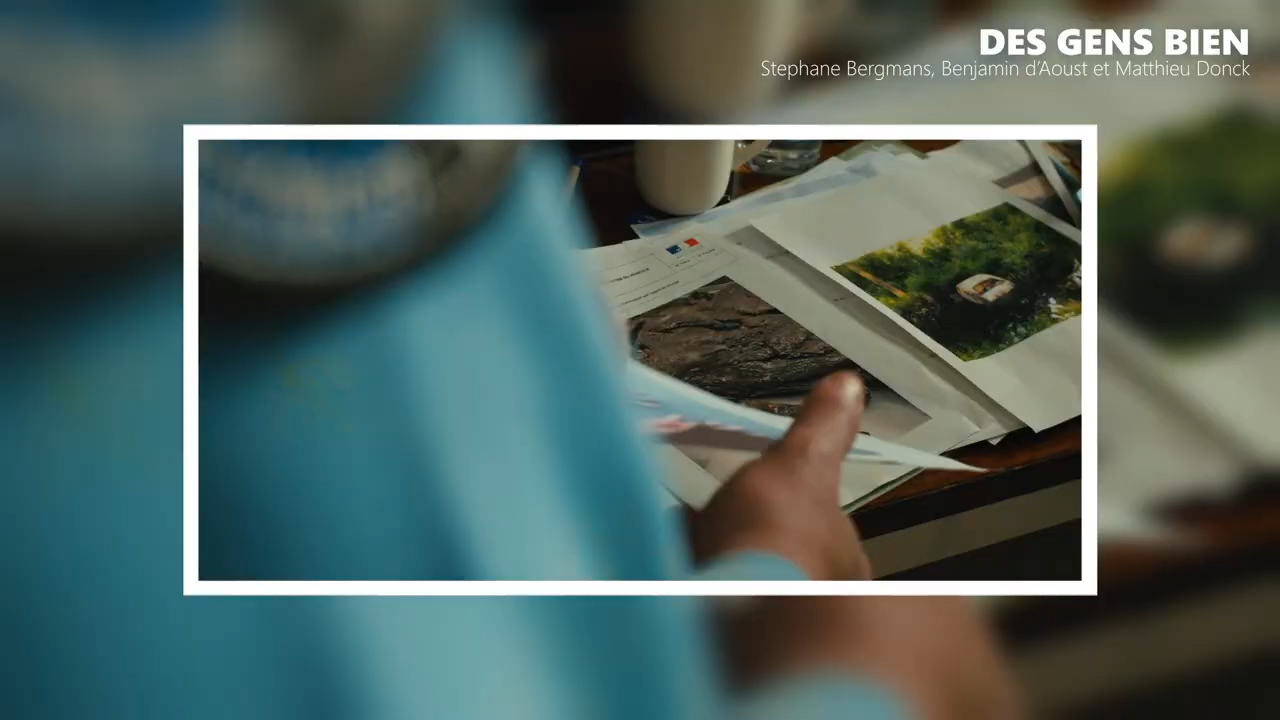 DES GENS BIEN
Stephane Bergmans, Benjamin d’Aoust et Matthieu Donck